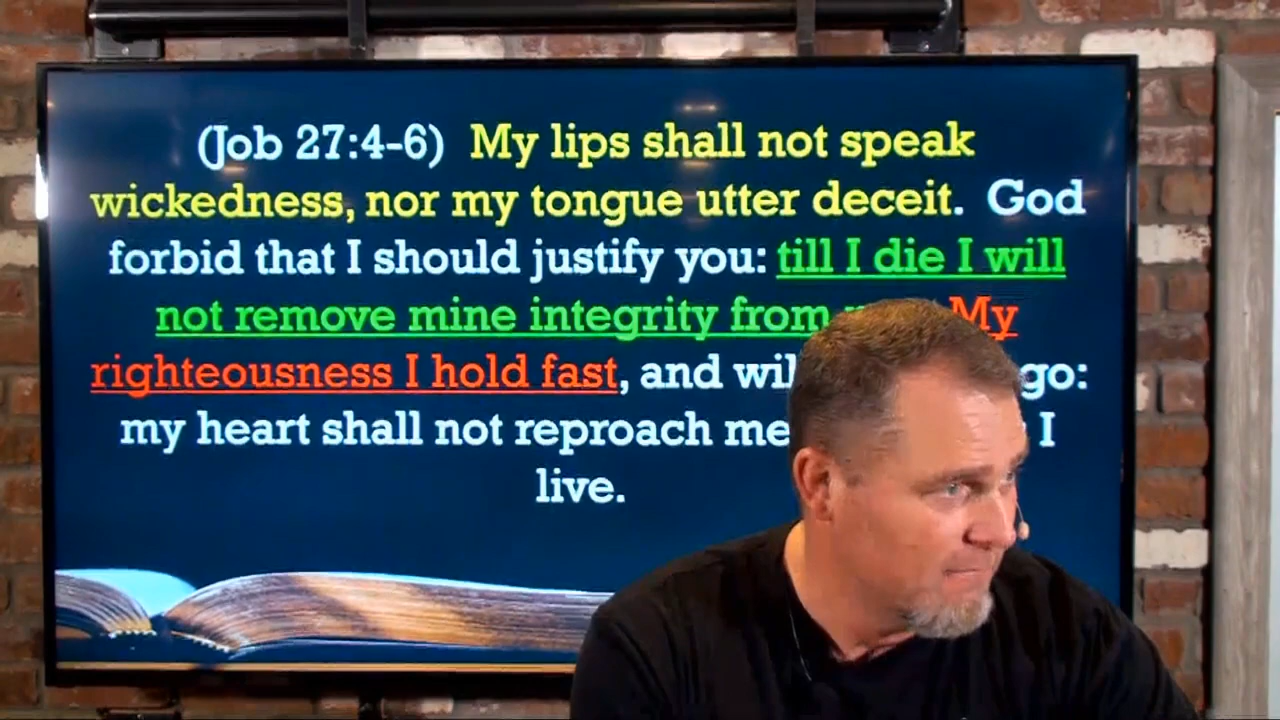 (Job 27:4-6) My lips shall not speak
wickedness, nor my tongue utter deceit. God
forbid that I should justify you: till I die I will
not remove mine integrity from My
righteousness I hold fast, and go:
my heart shall not reproach me I
live.